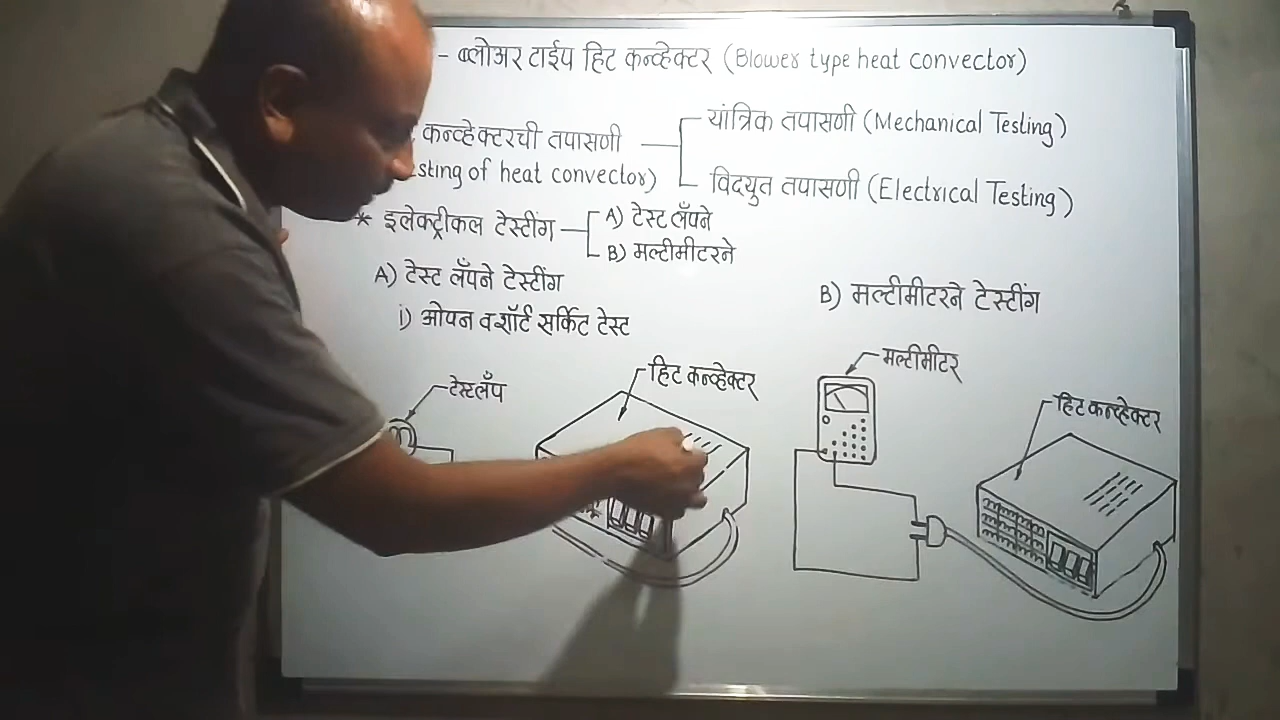 - ब्लोअर टाईप हिट कन्व्हेक्टर (Blower type heat convector)
कन्व्हेक्टरची तपासणी
sting of heat convector)
यांत्रिक तपासणी (Mechanical Testing)
विदयुत तपासणी (Electrical Testing)
* इलेक्ट्रीकल टेस्टींग
A) टेस्ट लँपने
B) मल्टीमीटरने
A) टेस्ट लँपने टेस्टींग
i) ओपन व शॉर्ट सर्किट टेस्ट
टेस्टलँप
हिट कन्व्हेक्टर
B) मल्टीमीटरने टेस्टींग
मल्टीमीटर
हिट कन्व्हेक्टर